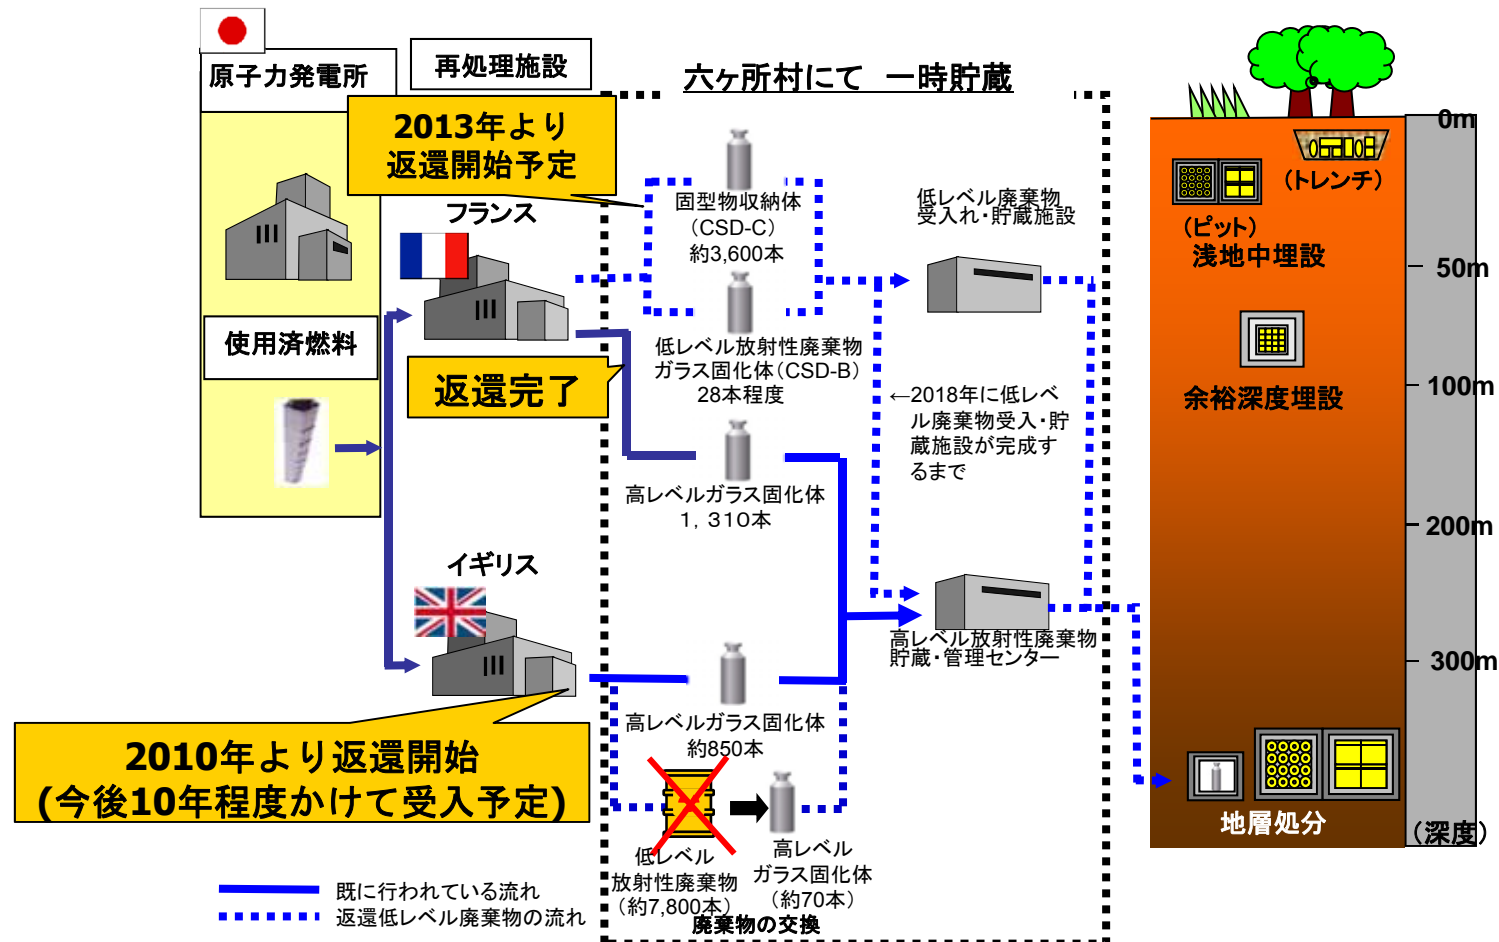 原子力発電所
再処理施設
六ヶ所村にて 一時貯蔵
2013年より
返還開始予定
フランス
使用済燃料
返還完了
イギリス
2010年より返還開始
(今後10年程度かけて受入予定)
固型物収納体
(CSD-C)
約3,600本
低レベル放射性廃棄物
ガラス固化体(CSD-B)
28本程度
高レベルガラス固化体
1,310本
高レベルガラス固化体
約850本
低レベル
放射性廃棄物
(約7,800本)
高レベル
ガラス固化体
(約70本)
廃棄物の交換
低レベル廃棄物
受入れ・貯蔵施設
←2018年に低レベ
ル廃棄物受入・貯
蔵施設が完成す
るまで
高レベル放射性廃棄物
貯蔵・管理センター
既に行われている流れ
返還低レベル廃棄物の流れ
0m
(トレンチ)
(ピット)
浅地中埋設
50m
100m
余裕深度埋設
200m
300m
地層処分
(深度)